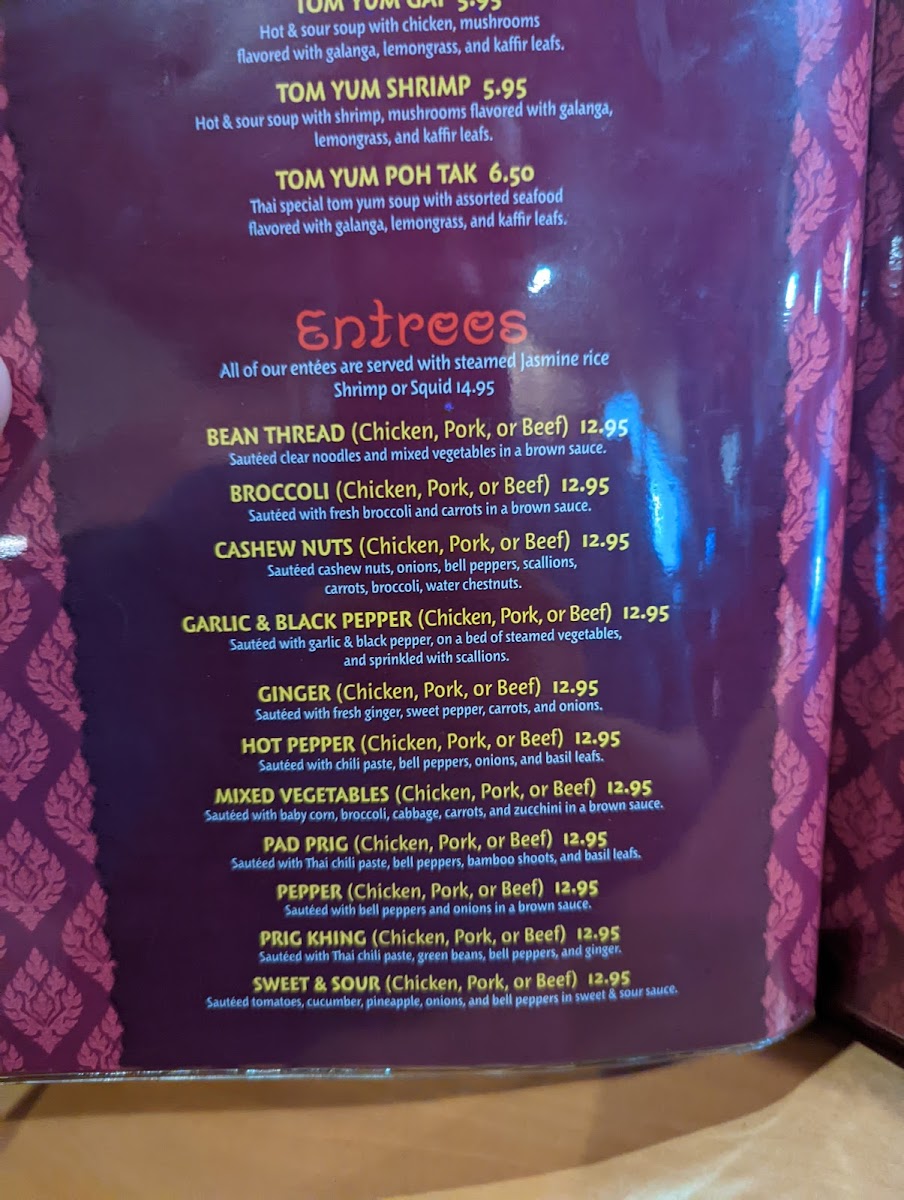 TOM YUM GAI 5.95
Hot & sour soup with chicken, mushrooms
flavored with galanga, lemongrass, and kaffir leafs.
TOM YUM SHRIMP 5.95
Hot & sour soup with shrimp, mushrooms flavored with galanga,
lemongrass, and kaffir leafs.
TOM YUM POH TAK 6.50
Thai special tom yum soup with assorted seafood
flavored with galanga, lemongrass, and kaffir leafs.
Entrees
All of our entées are served with steamed Jasmine rice
Shrimp or Squid 14.95
BEAN THREAD (Chicken, Pork, or Beef) 12.95
Sautéed clear noodles and mixed vegetables in a brown sauce.
BROCCOLI (Chicken, Pork, or Beef) 12.95
Sautéed with fresh broccoli and carrots in a brown sauce.
CASHEW NUTS (Chicken, Pork, or Beef) 12.95
Sautéed cashew nuts, onions, bell peppers, scallions,
carrots, broccoli, water chestnuts.
GARLIC & BLACK PEPPER (Chicken, Pork, or Beef) 12.95
Sautéed with garlic & black pepper, on a bed of steamed vegetables,
and sprinkled with scallions.
GINGER (Chicken, Pork, or Beef) 12.95
Sautéed with fresh ginger, sweet pepper, carrots, and onions.
HOT PEPPER (Chicken, Pork, or Beef) 12.95
Sautéed with chili paste, bell peppers, onions, and basil leafs.
MIXED VEGETABLES (Chicken, Pork, or Beef) 12.95
Sautéed with baby corn, broccoli, cabbage, carrots, and zucchini in a brown sauce.
PAD PRIG (Chicken, Pork, or Beef) 12.95
Sautéed with Thai chili paste, bell peppers, bamboo shoots, and basil leafs.
PEPPER (Chicken, Pork, or Beef) 12.95
Sautéed with bell peppers and onions in a brown sauce.
PRIG KHING (Chicken, Pork, or Beef) 12.95
Sautéed with Thai chili paste, green beans, bell peppers, and ginger.
SWEET & SOUR (Chicken, Pork, or Beef) 12.95
Sautéed tomatoes, cucumber, pineapple, onions, and bell peppers in sweet & sour sauce.